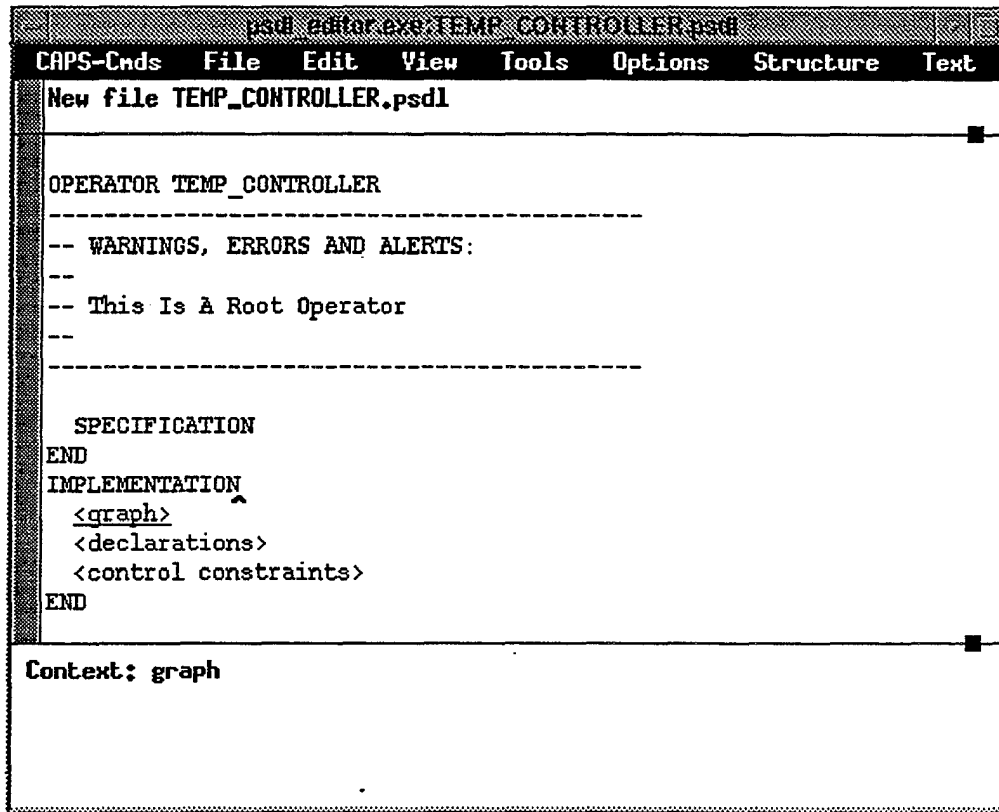 psdl_editor.exe:TEMP_CONTROLLER.psdl
CAPS-Cmds File Edit View Tools Options Structure Text
New file TEMP_CONTROLLER.psdl
OPERATOR TEMP_CONTROLLER
--------------------------------------------
-- WARNINGS, ERRORS AND ALERTS:
--
-- This Is A Root Operator
--
--------------------------------------------
SPECIFICATION
END
IMPLEMENTATION
<graph>
<declarations>
<control constraints>
END
Context: graph